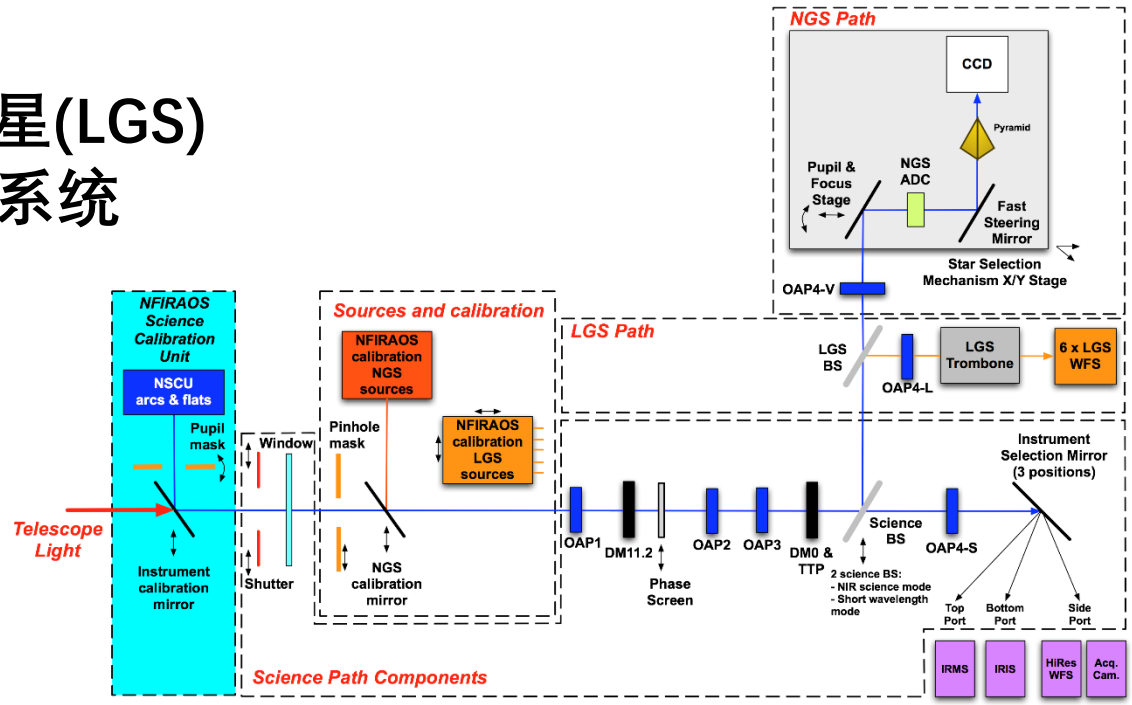 星(LGS)
系统
NGS Path
CCD
Pyramid
NGS
ADC
Pupil &
Focus
Stage
Fast
Steering
Mirror
Star Selection
Mechanism X/Y Stage
OAP4-V
LGS Path
LGS
BS
OAP4-L
LGS
Trombone
6 x LGS
WFS
NFIRAOS
Science
Calibration
Unit
NSCU
arcs & flats
Pupil
mask
Telescope
Light
Instrument
calibration
mirror
Window
Shutter
Sources and calibration
NFIRAOS
calibration
NGS
sources
Pinhole
mask
NFIRAOS
calibration
LGS
sources
NGS
calibration
mirror
OAP1
DM11.2
Phase
Screen
OAP2
OAP3
DM0 &
TTP
Science
BS
2 science BS:
- NIR science mode
- Short wavelength
mode
OAP4-S
Instrument
Selection Mirror
(3 positions)
Top
Port
Bottom
Port
Side
Port
IRMS
IRIS
HiRes
WFS
Acq.
Cam.
Science Path Components